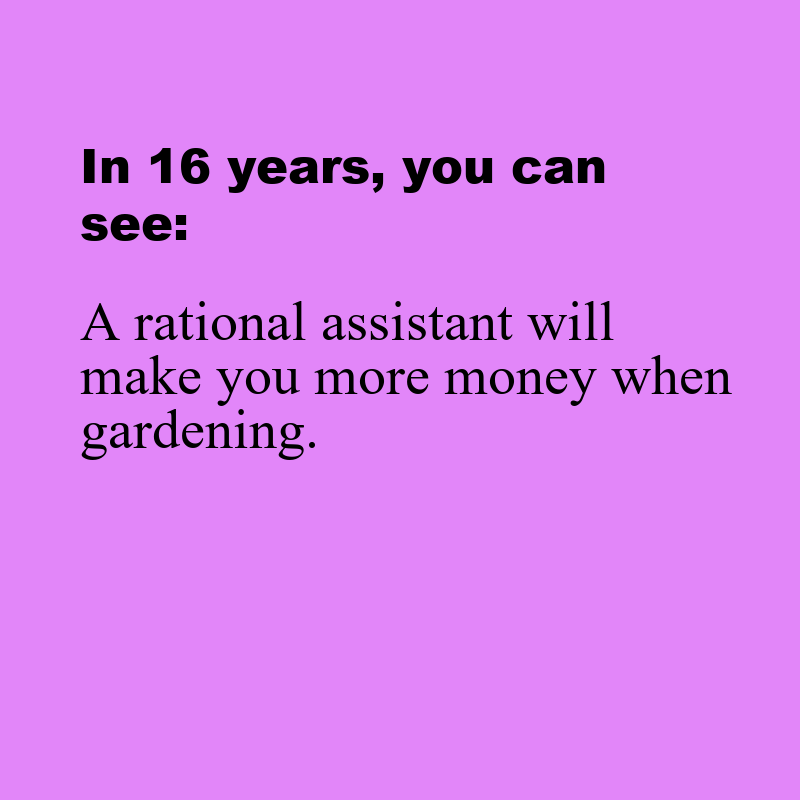 In 16 years, you can
see:
A rational assistant will
make you more money when
gardening.